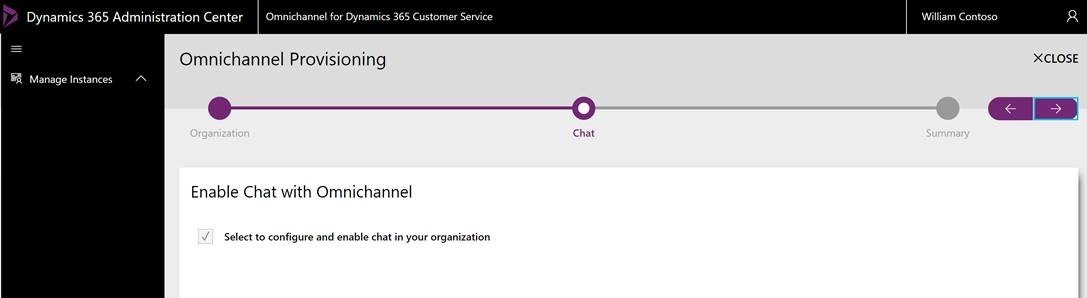 Dynamics 365 Administration Center
Omnichannel for Dynamics 365 Customer Service
William Contoso
Manage Instances
Omnichannel Provisioning
CLOSE
Organization
Chat
Summary
Enable Chat with Omnichannel
Select to configure and enable chat in your organization